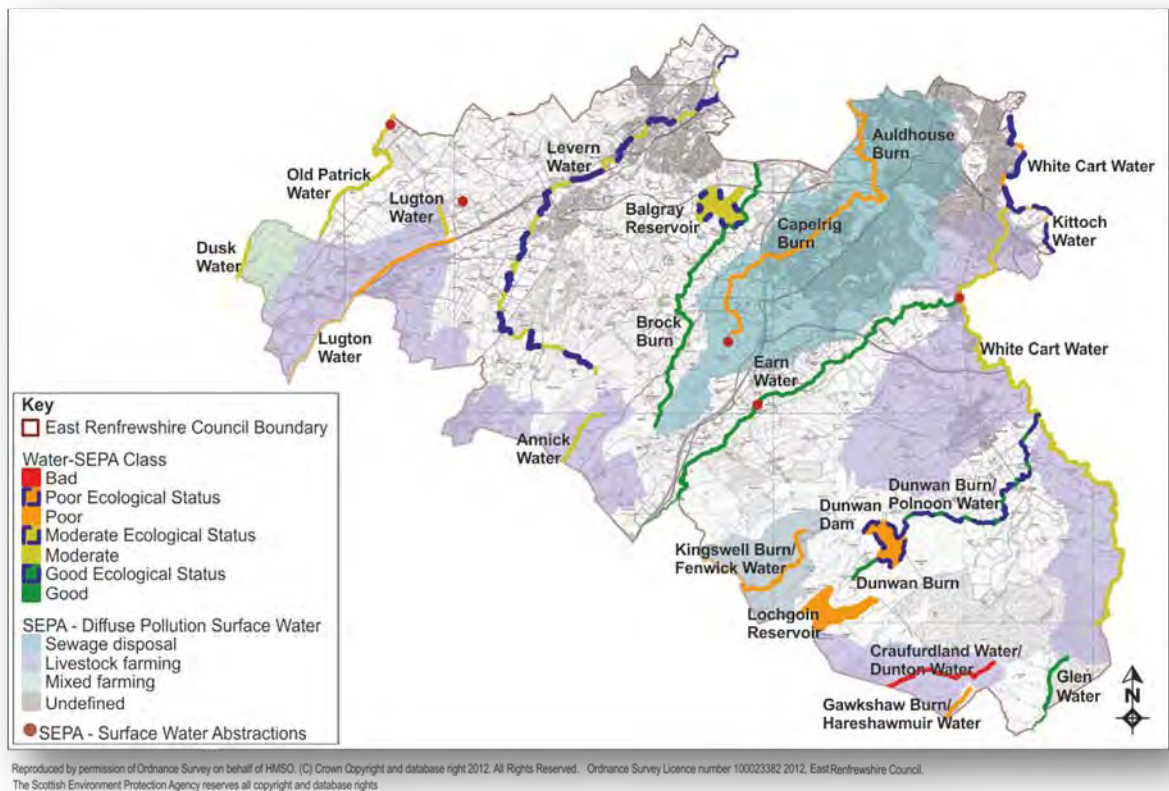 Auldhouse
Burn
Levern
Water
White Cart Water
Old Patrick
Water
Lugton
Water
Balgray
Reservoir
Capelrig
Burn
Kittoch
Water
Dusk
Water
Brock
Burn
Lugton
Water
Earn
Water
White Cart Water
Key
East Renfrewshire Council Boundary
Water-SEPA Class
Bad
Poor Ecological Status
Poor
Moderate Ecological Status
Moderate
Good Ecological Status
Good
SEPA - Diffuse Pollution Surface Water
Sewage disposal
Livestock farming
Mixed farming
Undefined
SEPA - Surface Water Abstractions
Annick
Water
Dunwan Burn/
Polnoon Water
Dunwan
Dam
Kingswell Burn/
Fenwick Water
Dunwan Burn
Lochgoin
Reservoir
Craufurdland Water/
Dunton Water
Glen
Water
Gawkshaw Burn/
Hareshawmuir Water
N
Reproduced by permission of Ordnance Survey on behalf of HMSO. (C) Crown Copyright and database right 2012. All Rights Reserved. Ordnance Survey Licence number 100023382 2012, East Renfrewshire Council.
The Scottish Environment Protection Agency reserves all copyright and database rights